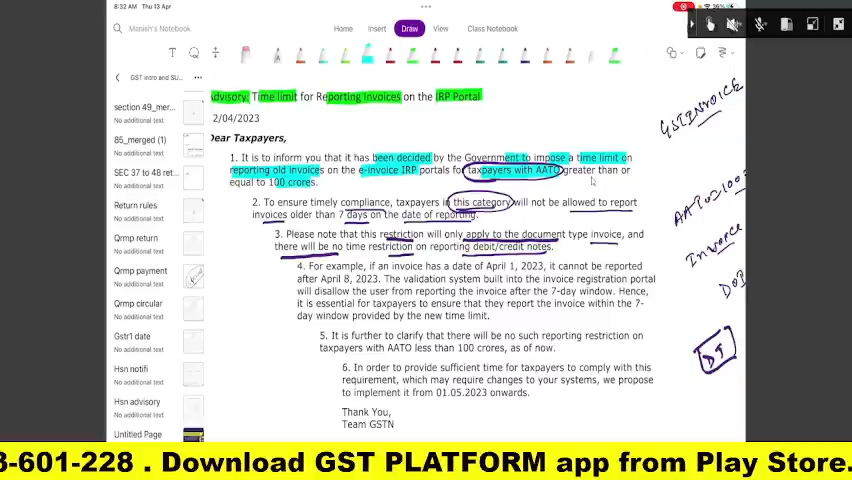 8:32 AM Thu 13 Apr
36%
Manish's Notebook
Home Insert Draw View Class Notebook
GST intro and SU...
section 49_mer...
No additional text
85_merged (1)
No additional text
SEC 37 to 48 ret...
No additional text
Return rules
No additional text
Qrmp return
No additional text
Qrmp payment
No additional text
Qrmp circular
No additional text
Gstr1 date
No additional text
Hsn notifi
No additional text
Hsn advisory
No additional text
Untitled Page
Advisory: Time limit for Reporting Invoices on the IRP Portal
2/04/2023
Dear Taxpayers,
1. It is to inform you that it has been decided by the Government to impose a time limit on
reporting old invoices on the e-invoice IRP portals for taxpayers with AATO greater than or
equal to 100 crores.
2. To ensure timely compliance, taxpayers in this category will not be allowed to report
invoices older than 7 days on the date of reporting.
3. Please note that this restriction will only apply to the document type invoice, and
there will be no time restriction on reporting debit/credit notes.
4. For example, if an invoice has a date of April 1, 2023, it cannot be reported
after April 8, 2023. The validation system built into the invoice registration portal
will disallow the user from reporting the invoice after the 7-day window. Hence,
it is essential for taxpayers to ensure that they report the invoice within the 7-
day window provided by the new time limit.
5. It is further to clarify that there will be no such reporting restriction on
taxpayers with AATO less than 100 crores, as of now.
6. In order to provide sufficient time for taxpayers to comply with this
requirement, which may require changes to your systems, we propose
to implement it from 01.05.2023 onwards.
Thank You,
Team GSTN
GST INVOICE
Invoice
3-601-228 . Download GST PLATFORM app from Play Store.